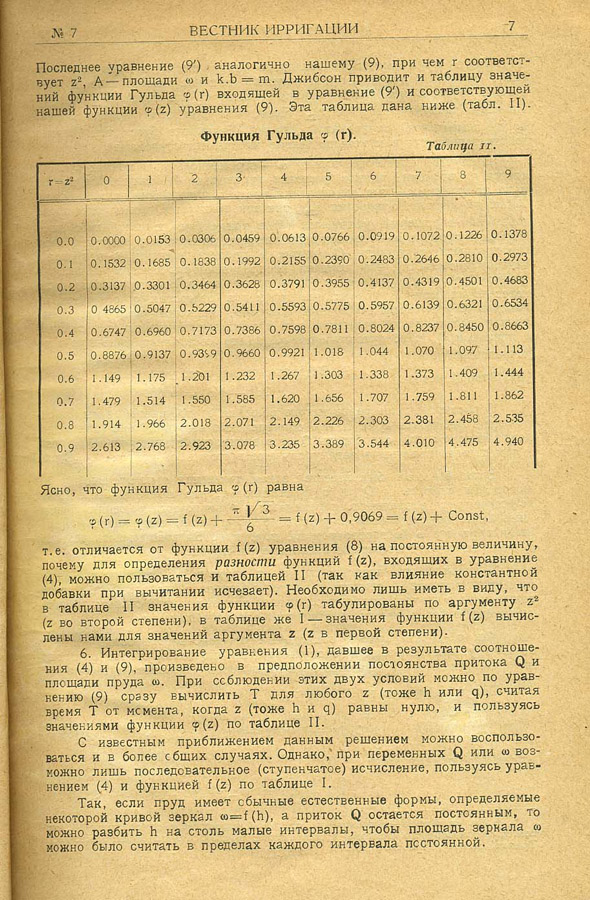 № 7 ВЕСТНИК ИРРИГАЦИИ 7
Последнее уравнение (9′) аналогично нашему (9), при чем r соответст-
вует z², А — площади ω и k.b = m. Джибсон приводит и таблицу значе-
ний функции Гульда φ (r) входящей в уравнение (9′) и соответствующей
нашей функции φ (z) уравнения (9). Эта таблица дана ниже (табл. II).
Функция Гульда φ (r).
Таблица II.
r=z² 0 1 2 3 4 5 6 7 8 9
0.0 0.0000 0.0153 0.0306 0.0459 0.0613 0.0766 0.0919 0.1072 0.1226 0.1378
0.1 0.1532 0.1685 0.1838 0.1992 0.2155 0.2390 0.2483 0.2646 0.2810 0.2973
0.2 0.3137 0.3301 0.3464 0.3628 0.3791 0.3955 0.4137 0.4319 0.4501 0.4683
0.3 0 4865 0.5047 0.5229 0.5411 0.5593 0.5775 0.5957 0.6139 0.6321 0.6534
0.4 0.6747 0.6960 0.7173 0.7386 0.7598 0.7811 0.8024 0.8237 0.8450 0.8663
0.5 0.8876 0.9137 0.9399 0.9660 0.9921 1.018 1.044 1.070 1.097 1.113
0.6 1.149 1.175 1.201 1.232 1.267 1.303 1.338 1.373 1.409 1.444
0.7 1.479 1.514 1.550 1.585 1.620 1.656 1.707 1.759 1.811 1.862
0.8 1.914 1.966 2.018 2.071 2.149 2.226 2.303 2.381 2.458 2.535
0.9 2.613 2.768 2.923 3.078 3.235 3.389 3.544 4.010 4.475 4.940
Ясно, что функция Гульда φ (r) равна
φ (r) = φ (z) = f (z) + π √3 / 6 = f (z) + 0,9069 = f (z) + Const,
т.е. отличается от функции f (z) уравнения (8) на постоянную величину,
почему для определения разности функций f (z), входящих в уравнение
(4), можно пользоваться и таблицей II (так как влияние константной
добавки при вычитании исчезает). Необходимо лишь иметь в виду, что
в таблице II значения функции φ (r) табулированы по аргументу z²
(z во второй степени), в таблице же I — значения функции f (z) вычис-
лены нами для значений аргумента z (z в первой степени).
6. Интегрирование уравнения (1), давшее в результате соотноше-
ния (4) и (9), произведено в предположении постоянства притока Q и
площади пруда ω. При соблюдении этих двух условий можно по урав-
нению (9) сразу вычислить Т для любого z (тоже h или q), считая
время Т от момента, когда z (тоже h и q) равны нулю, и пользуясь
значениями функции φ (z) по таблице II.
С известным приближением данным решением можно воспользо-
ваться и в более общих случаях. Однако, при переменных Q или ω воз-
можно лишь последовательное (ступенчатое) исчисление, пользуясь урав-
нением (4) и функцией f (z) по таблице I.
Так, если пруд имеет обычные естественные формы, определяемые
некоторой кривой зеркал ω=f (h), а приток Q остается постоянным, то
можно разбить h на столь малые интервалы, чтобы площадь зеркала ω
можно было считать в пределах каждого интервала постоянной.